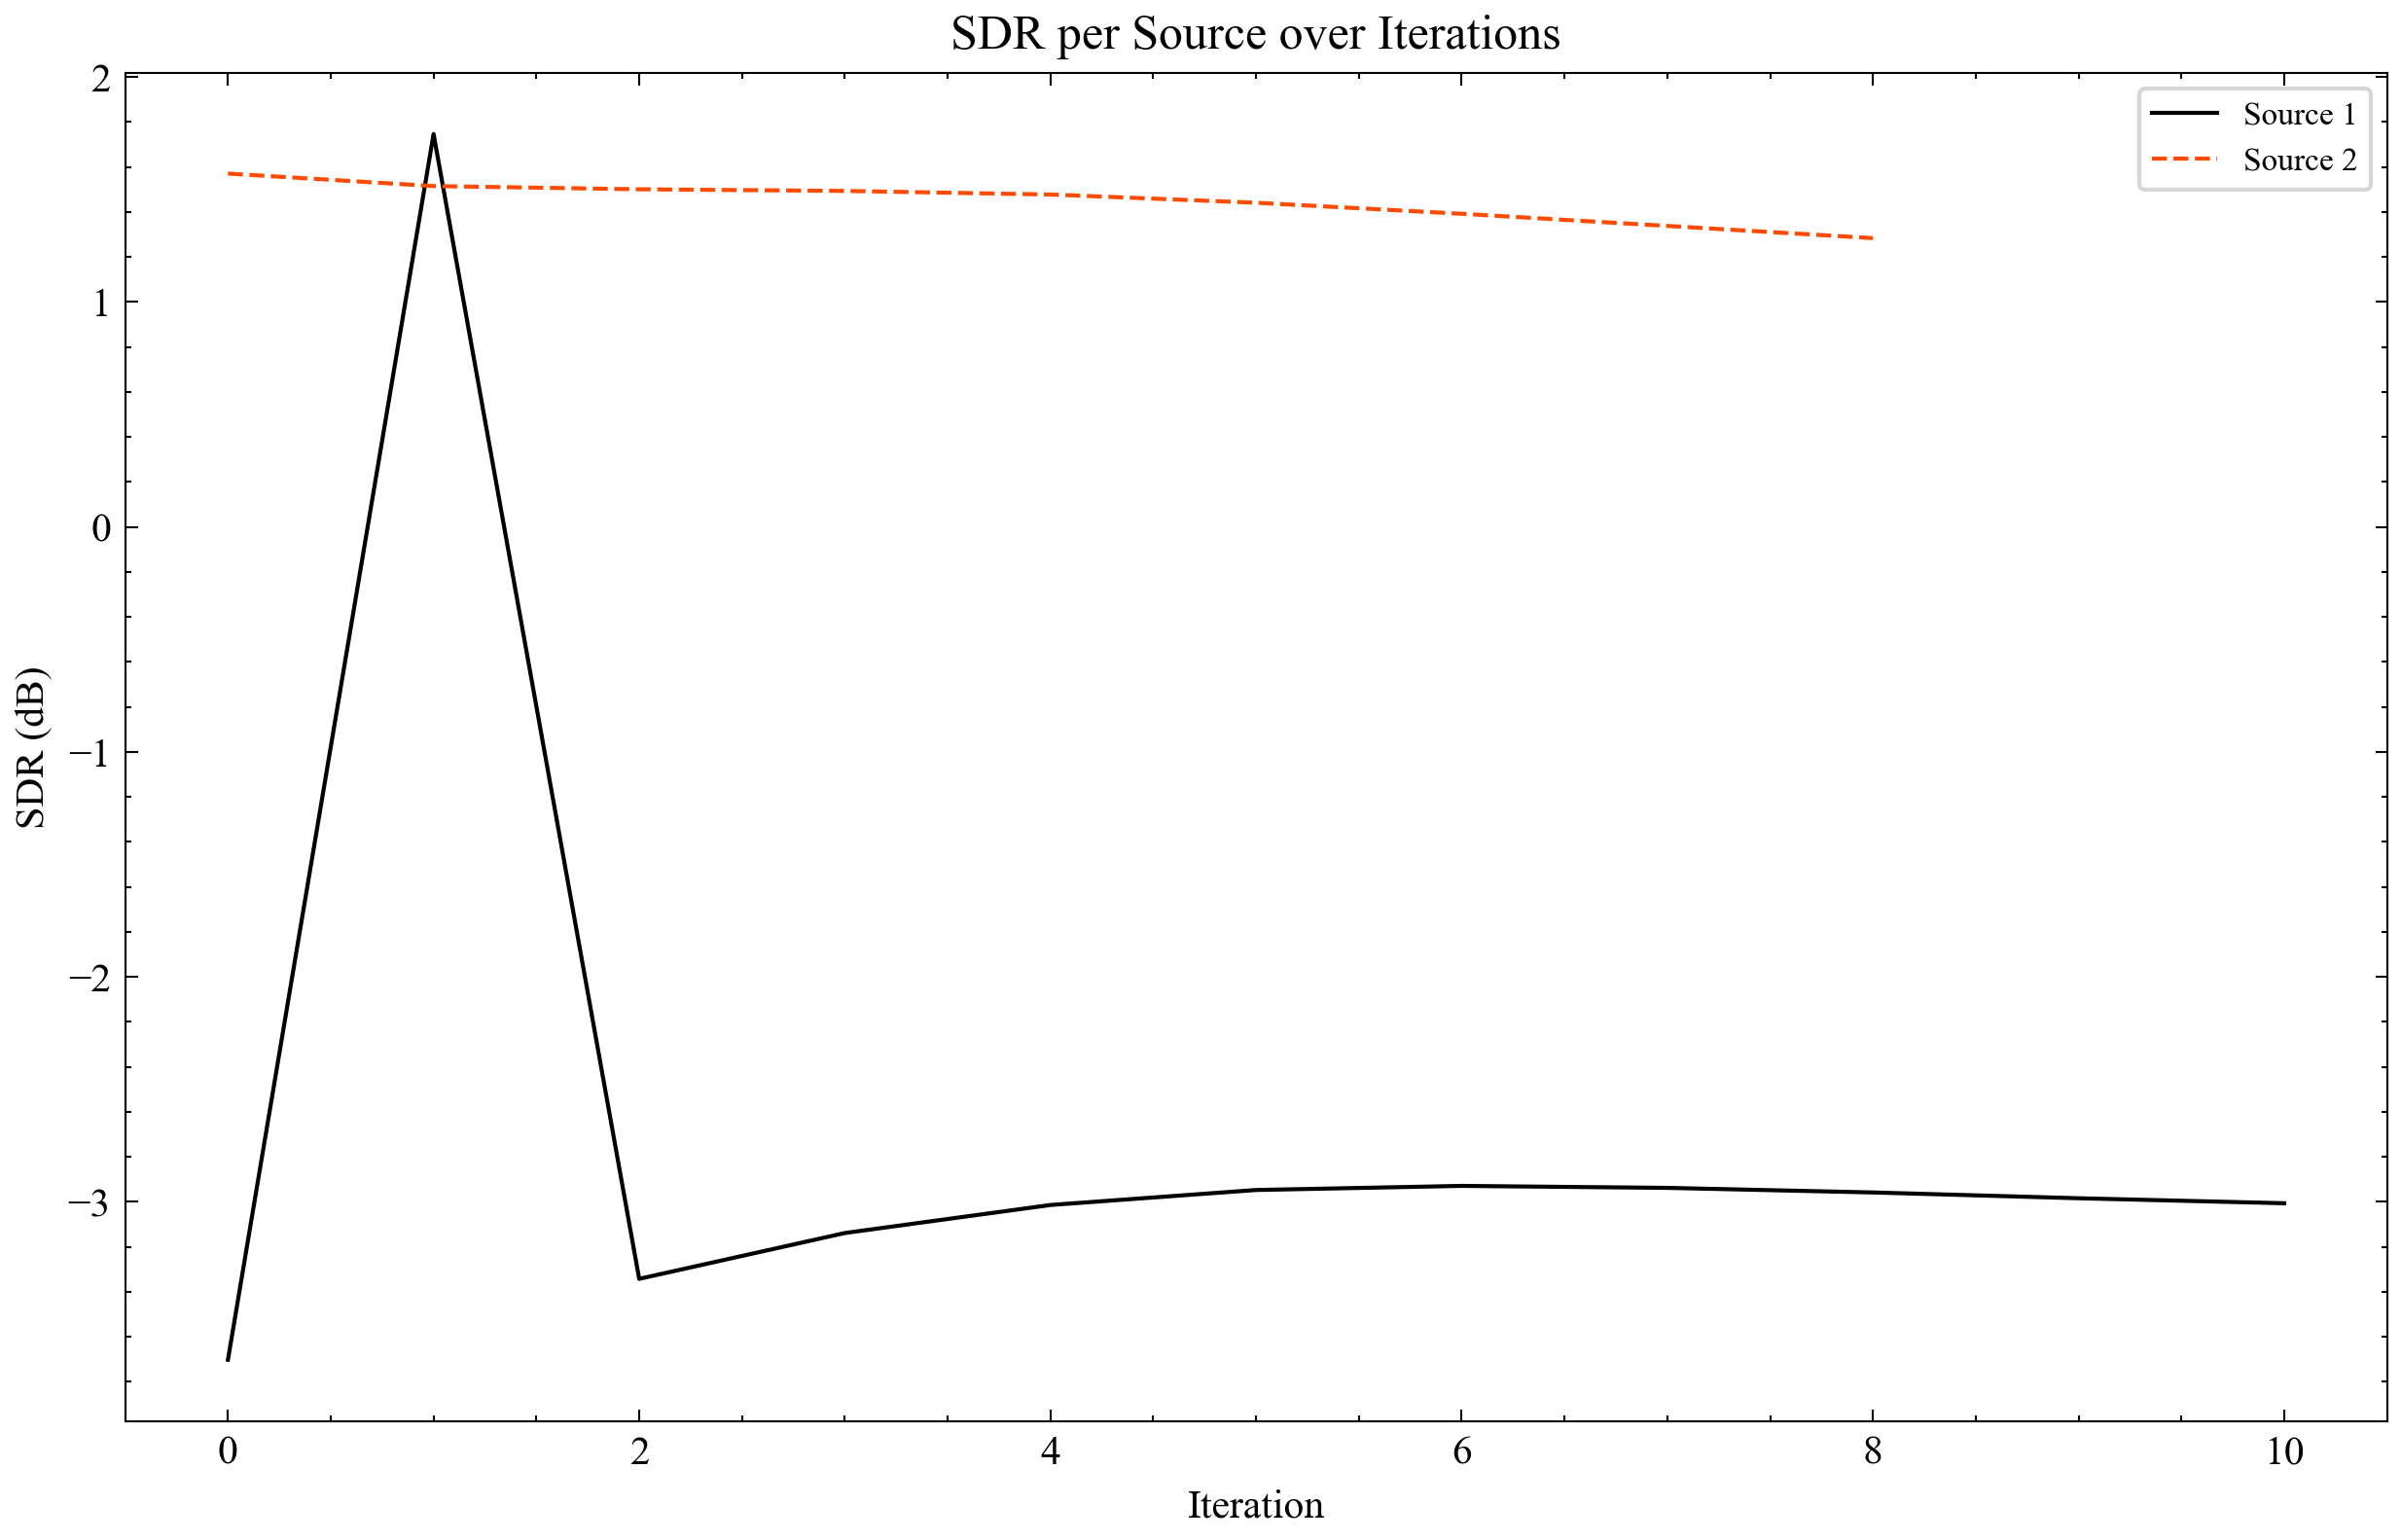 SDR per Source over Iterations
Source 1
Source 2
SDR (dB)
2
1
0
−1
−2
−3
0 2 4 6 8 10
Iteration